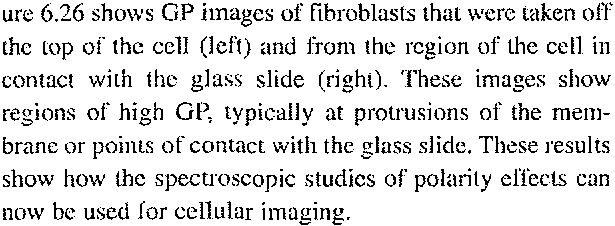 ure 6.26 shows GP images of fibroblasts that were taken off
the top of the cell (left) and from the region of the cell in
contact with the glass slide (right). These images show
regions of high GP, typically at protrusions of the mem-
brane or points of contact with the glass slide. These results
show how the spectroscopic studies of polarity effects can
now be used for cellular imaging.